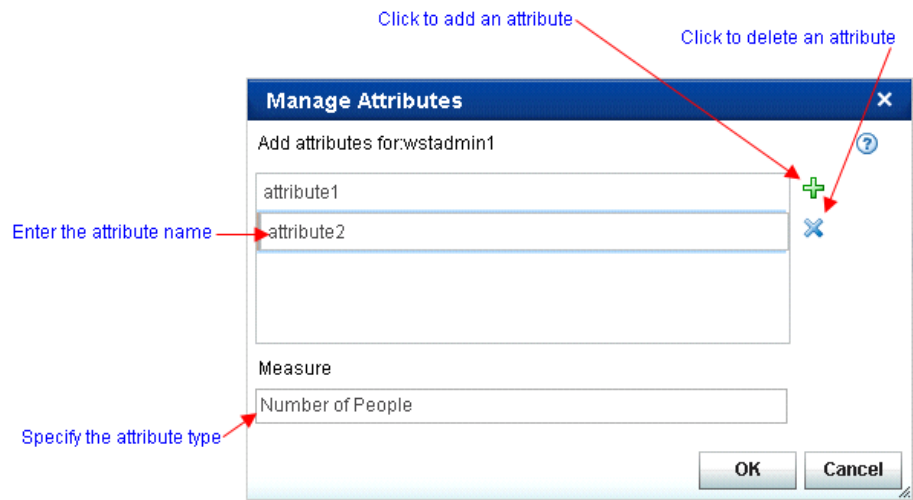 Click to add an attribute
Click to delete an attribute
Manage Attributes
Add attributes for:wstadmin1
attribute1
Enter the attribute name
attribute2
Measure
Number of People
Specify the attribute type
OK
Cancel